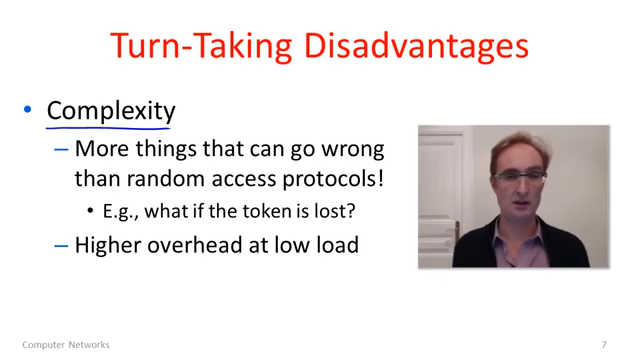 Turn-Taking Disadvantages
• Complexity
– More things that can go wrong
than random access protocols!
• E.g., what if the token is lost?
– Higher overhead at low load
Computer Networks
7